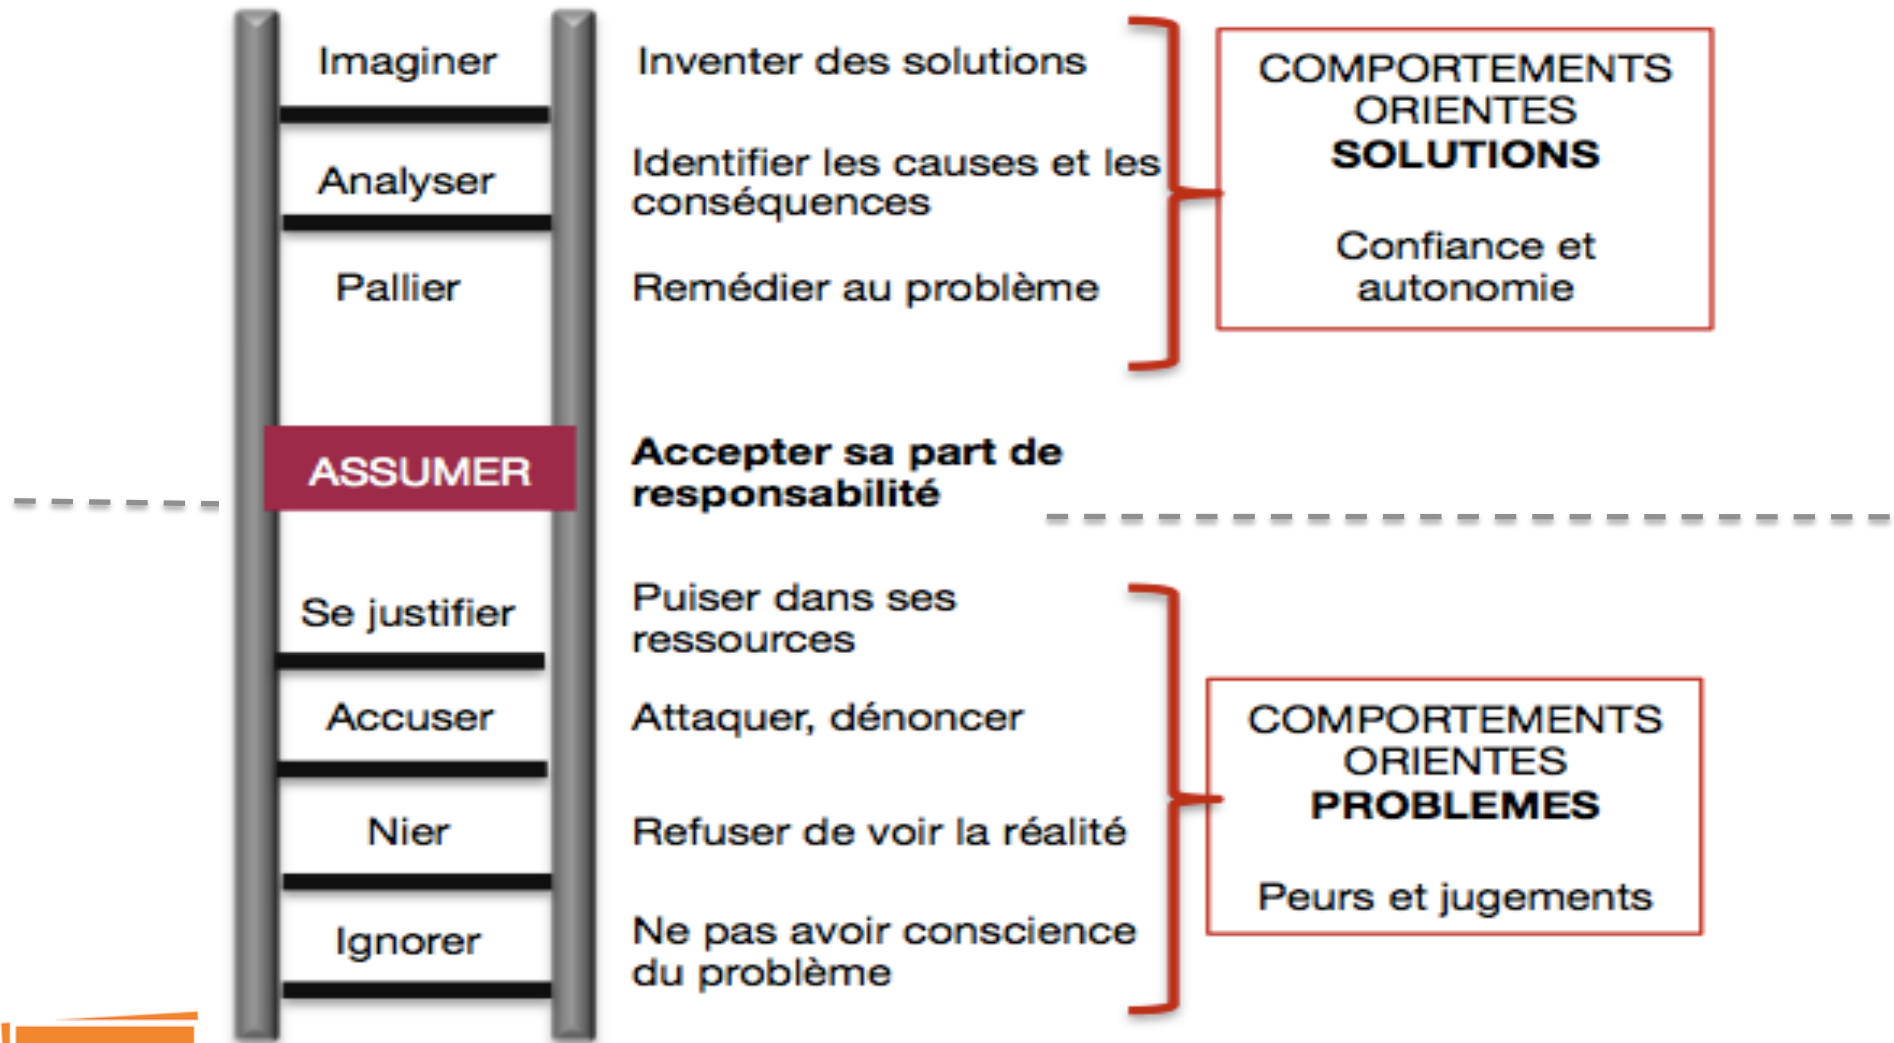 Imaginer
Inventer des solutions
Analyser
Identifier les causes et les
conséquences
Pallier
Remédier au problème
COMPORTEMENTS
ORIENTES
SOLUTIONS
Confiance et
autonomie
ASSUMER
Accepter sa part de
responsabilité
Se justifier
Puiser dans ses
ressources
Accuser
Attaquer, dénoncer
Nier
Refuser de voir la réalité
Ignorer
Ne pas avoir conscience
du problème
COMPORTEMENTS
ORIENTES
PROBLEMES
Peurs et jugements